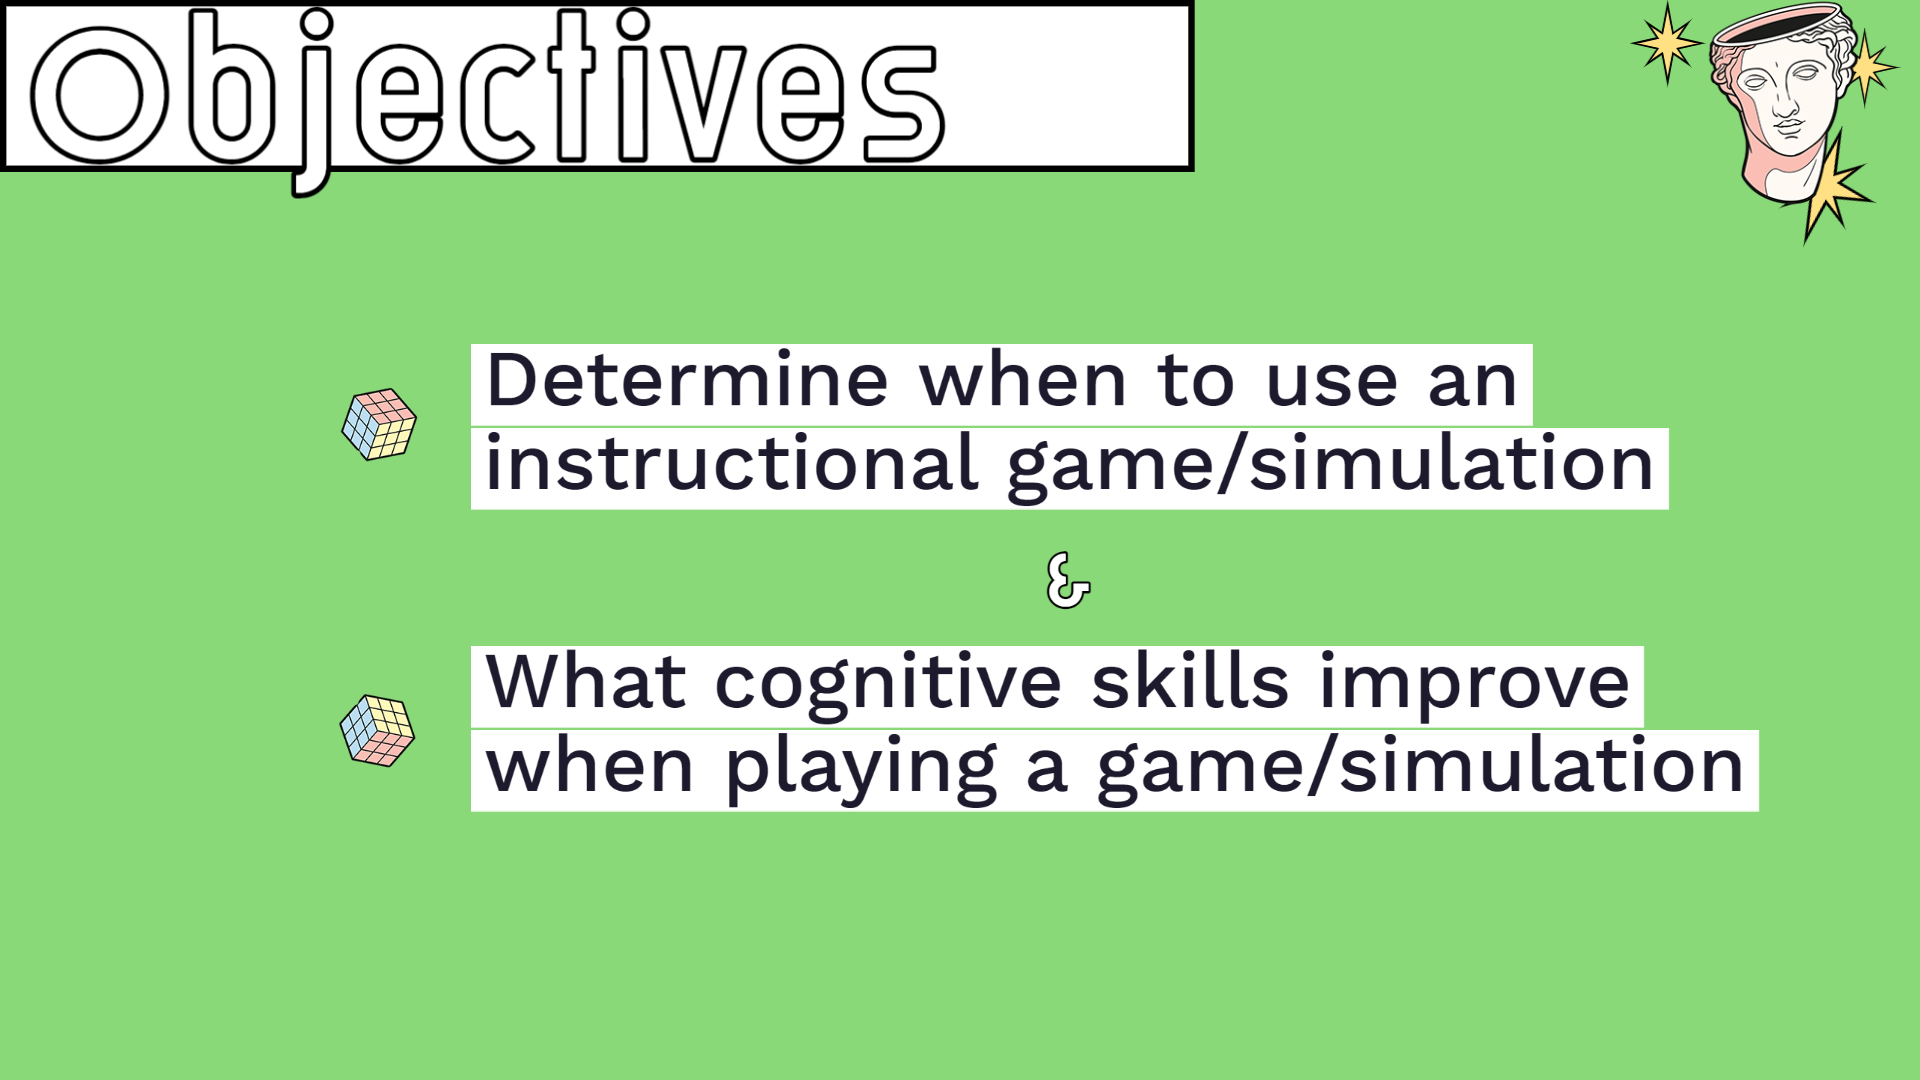 Objectives
Determine when to use an
instructional game/simulation
&
What cognitive skills improve
when playing a game/simulation